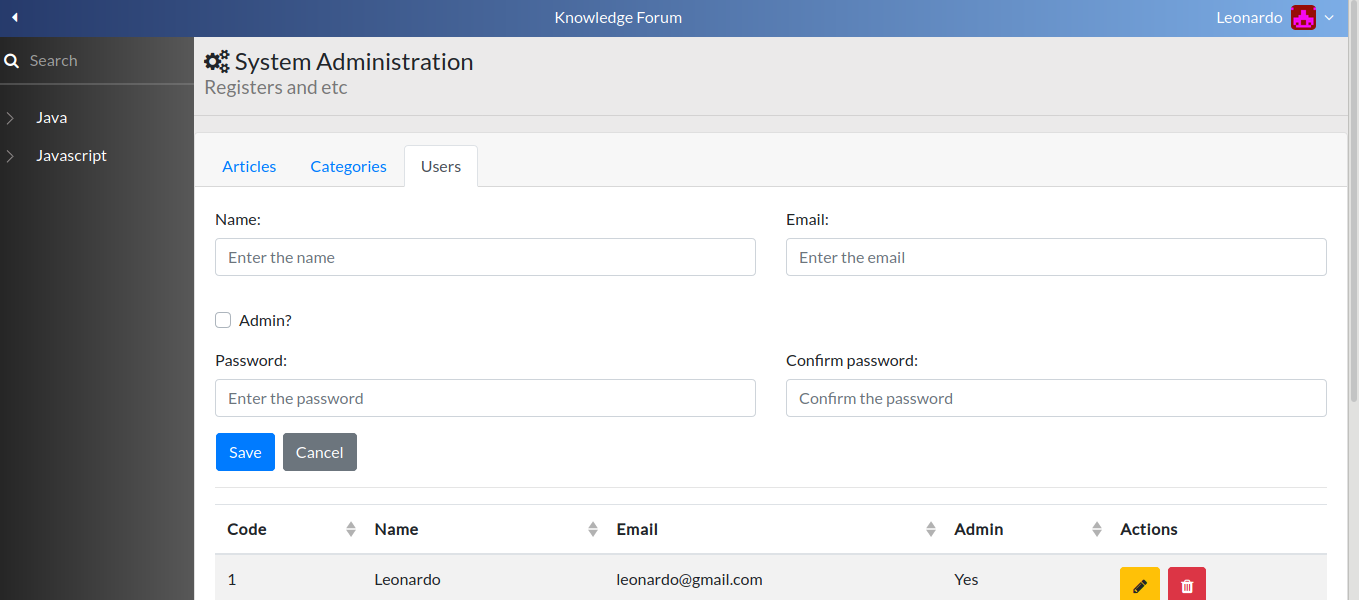 Knowledge Forum
Leonardo
Search
Java
Javascript
System Administration
Registers and etc
Articles Categories Users
Name: Email:
Enter the name Enter the email
Admin?
Password: Confirm password:
Enter the password Confirm the password
Save Cancel
Code Name Email Admin Actions
1 Leonardo leonardo@gmail.com Yes